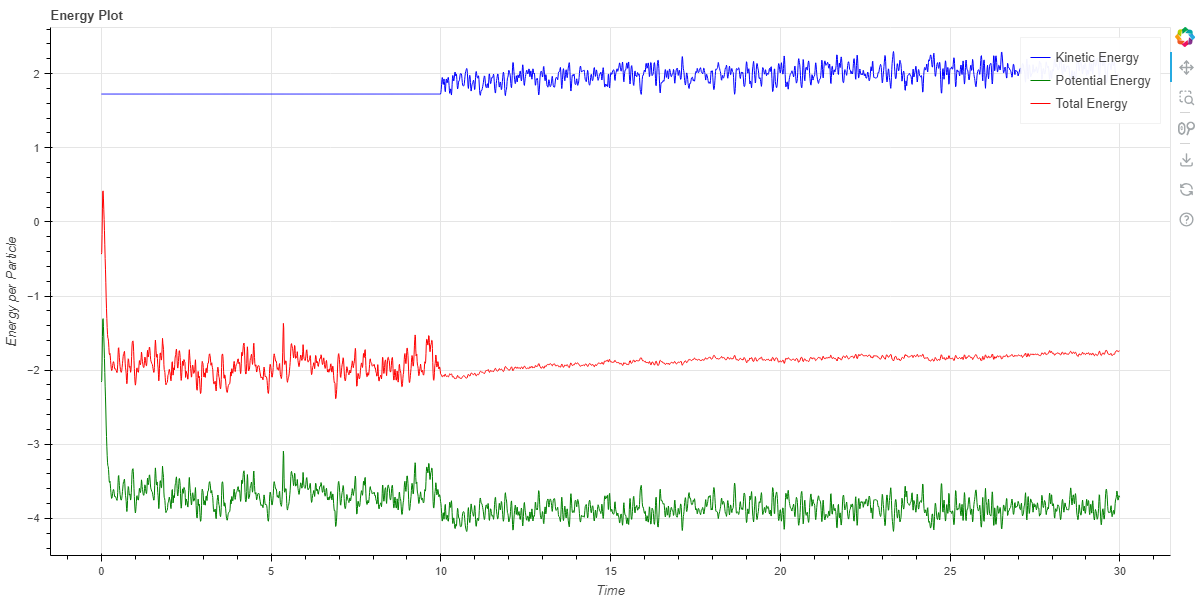 Energy Plot
Kinetic Energy
Potential Energy
Total Energy
2
1
0
−1
−2
−3
−4
Energy per Particle
0
5
10
15
20
25
30
Time